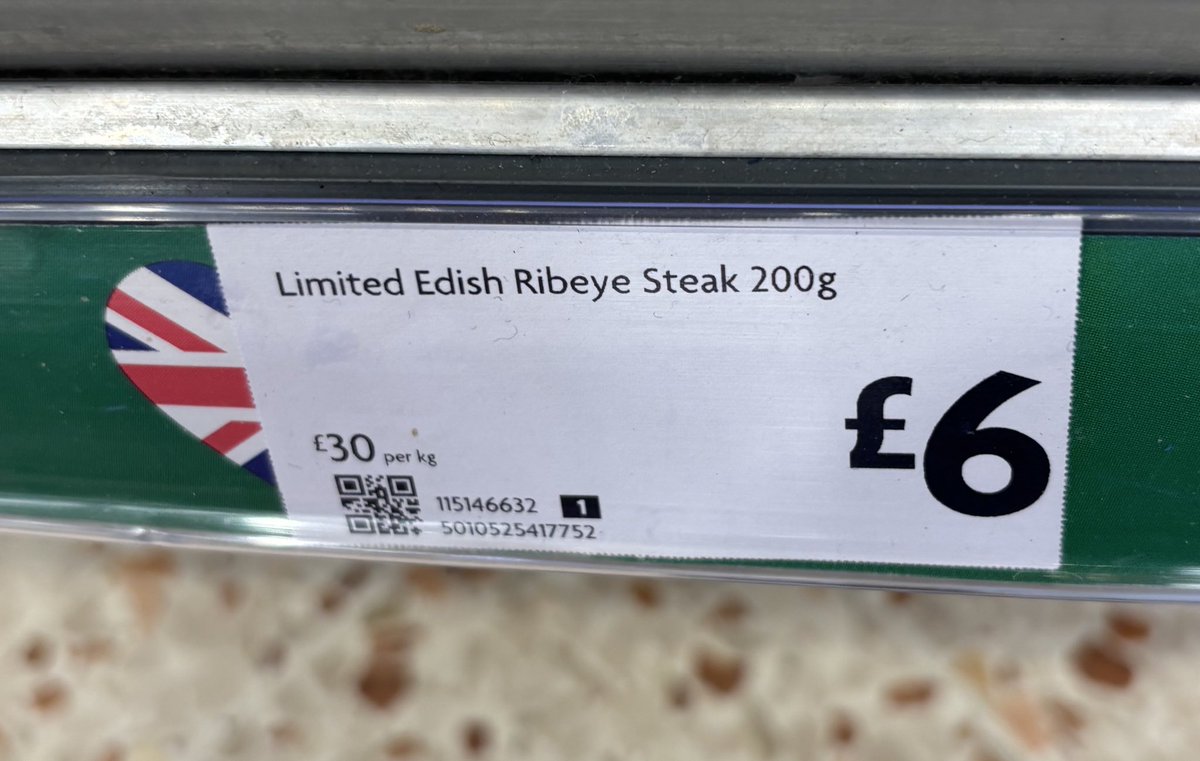 Limited Edish Ribeye Steak 200g
£6
£30 per kg
115146632 1
5010525417752